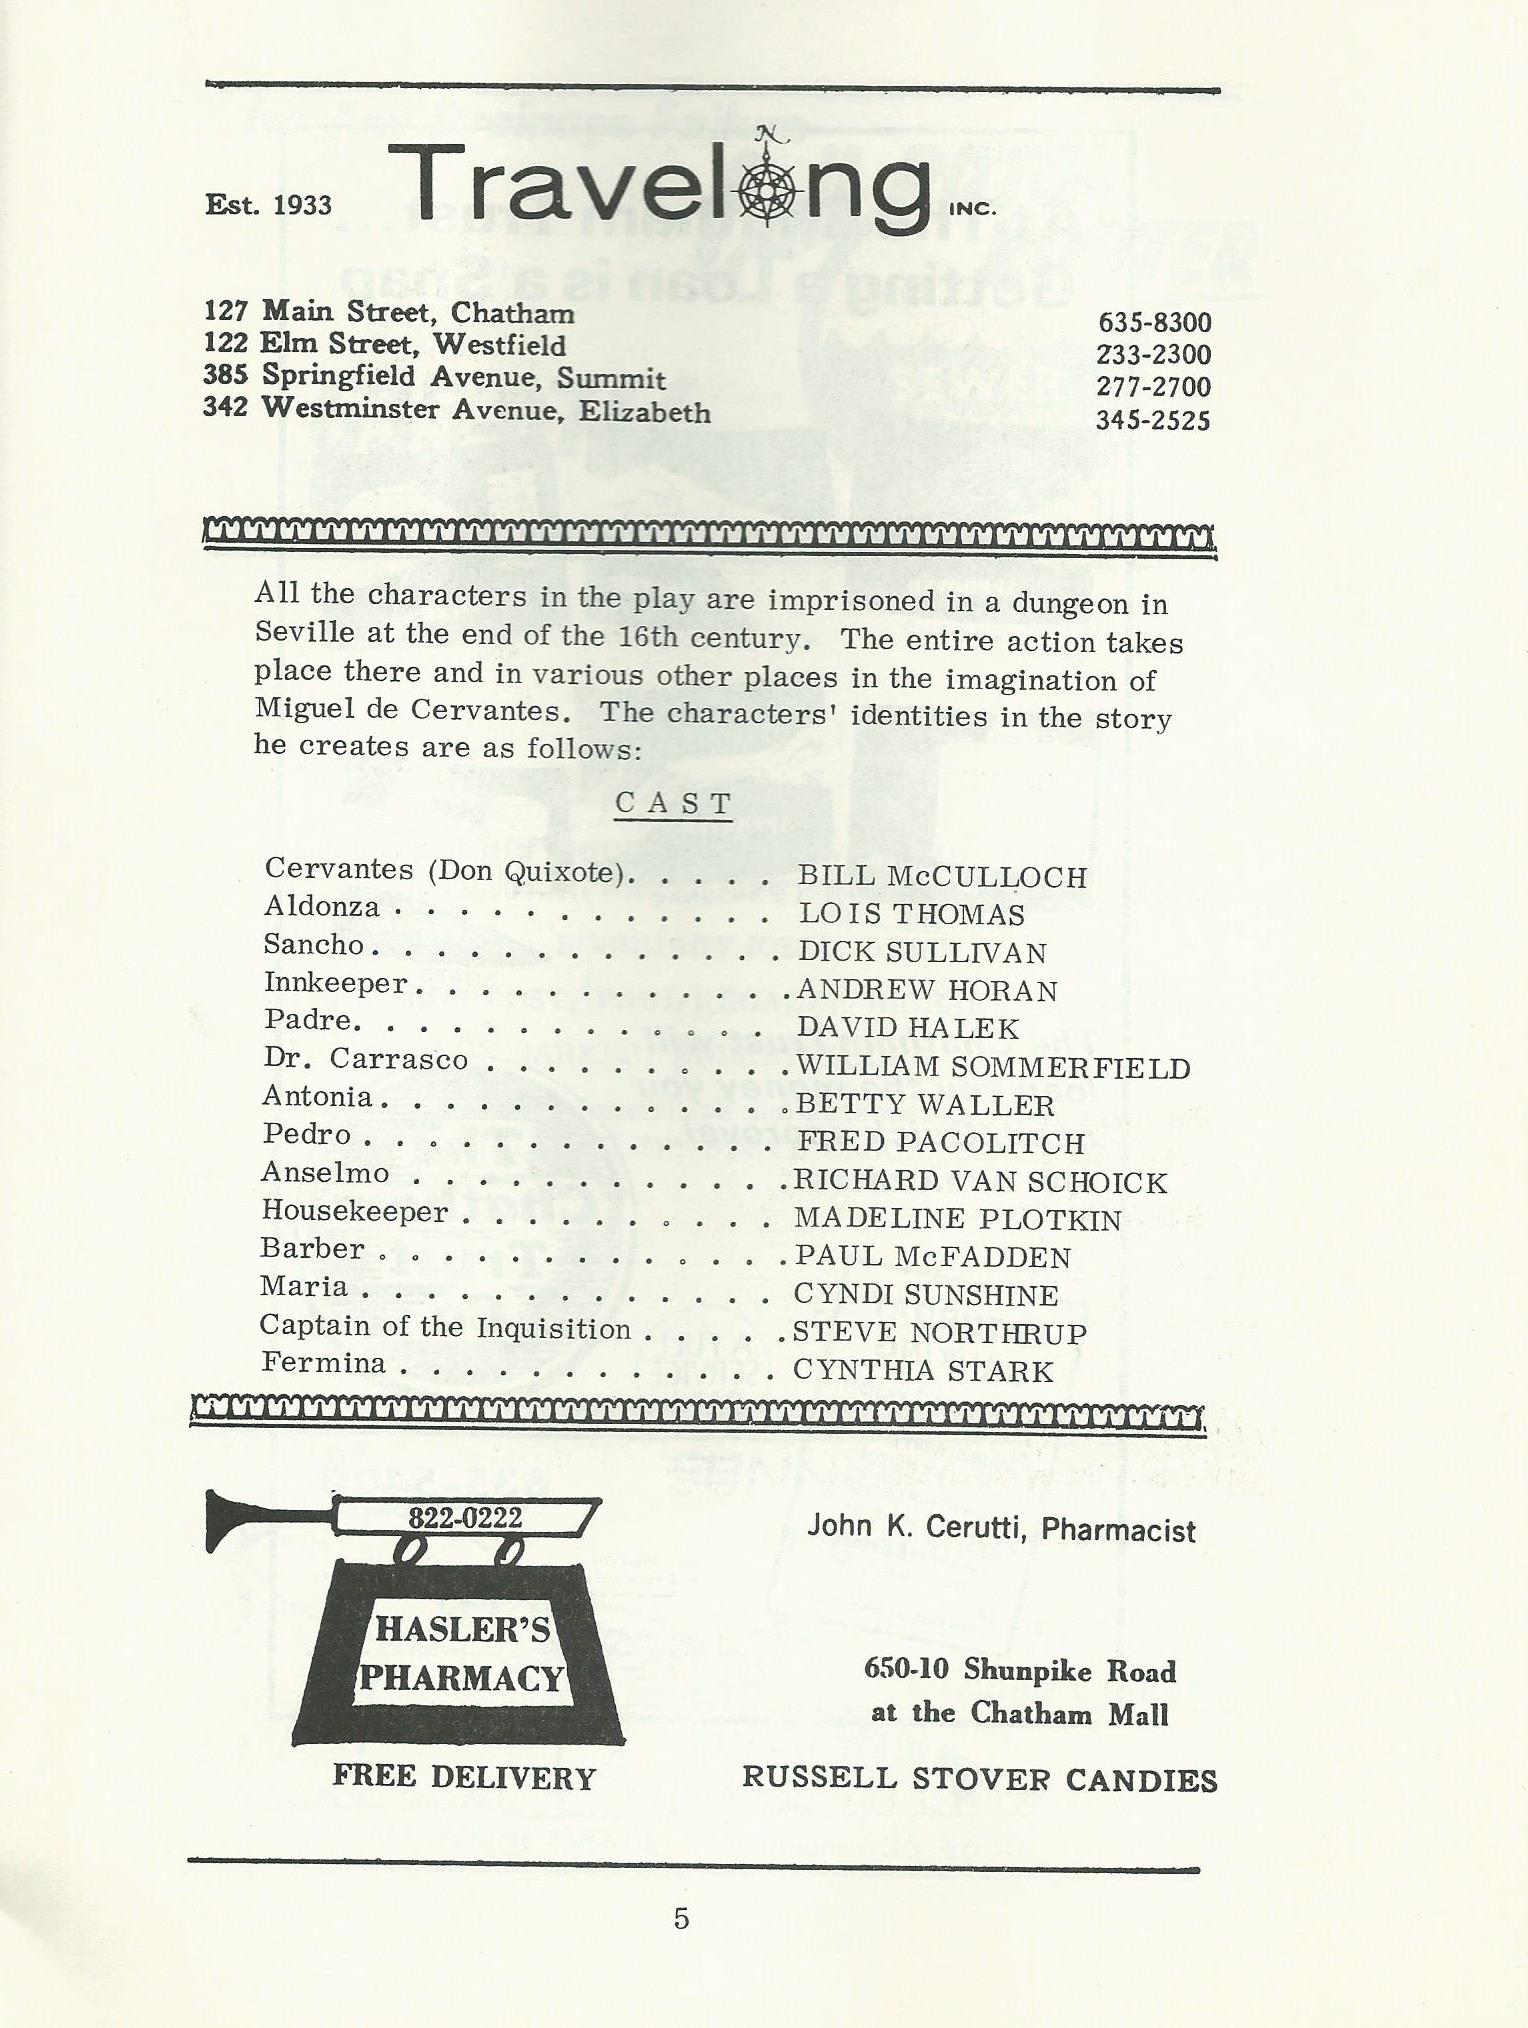 N
Travelong INC.
Est. 1933
127 Main Street, Chatham 635-8300
122 Elm Street, Westfield 233-2300
385 Springfield Avenue, Summit 277-2700
342 Westminster Avenue, Elizabeth 345-2525
All the characters in the play are imprisoned in a dungeon in
Seville at the end of the 16th century. The entire action takes
place there and in various other places in the imagination of
Miguel de Cervantes. The characters' identities in the story
he creates are as follows:
C A S T
Cervantes (Don Quixote). . . . . BILL McCULLOCH
Aldonza . . . . . . . . . . . . LOIS THOMAS
Sancho . . . . . . . . . . . . . DICK SULLIVAN
Innkeeper . . . . . . . . . . . . ANDREW HORAN
Padre. . . . . . . . . . . . . DAVID HALEK
Dr. Carrasco . . . . . . . . . . WILLIAM SOMMERFIELD
Antonia . . . . . . . . . . . . . BETTY WALLER
Pedro . . . . . . . . . . . . . FRED PACOLITCH
Anselmo . . . . . . . . . . . . RICHARD VAN SCHOICK
Housekeeper . . . . . . . . . . MADELINE PLOTKIN
Barber . . . . . . . . . . . . . PAUL McFADDEN
Maria . . . . . . . . . . . . . CYNDI SUNSHINE
Captain of the Inquisition . . . . . STEVE NORTHRUP
Fermina . . . . . . . . . . . . CYNTHIA STARK
822-0222
HASLER'S
PHARMACY
FREE DELIVERY
John K. Cerutti, Pharmacist
650-10 Shunpike Road
at the Chatham Mall
RUSSELL STOVER CANDIES
5